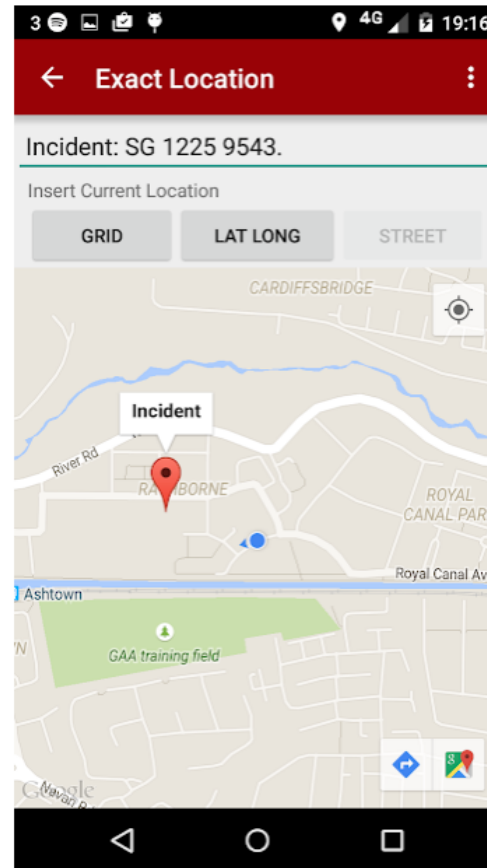 3 4G 19:16
Exact Location
Incident: SG 1225 9543.
Insert Current Location
GRID LAT LONG STREET
CARDIFFSBRIDGE
Incident
River Rd
ROYAL
CANAL PAR
Royal Canal Av
Ashtown
GAA training field
N
Google
Navan R